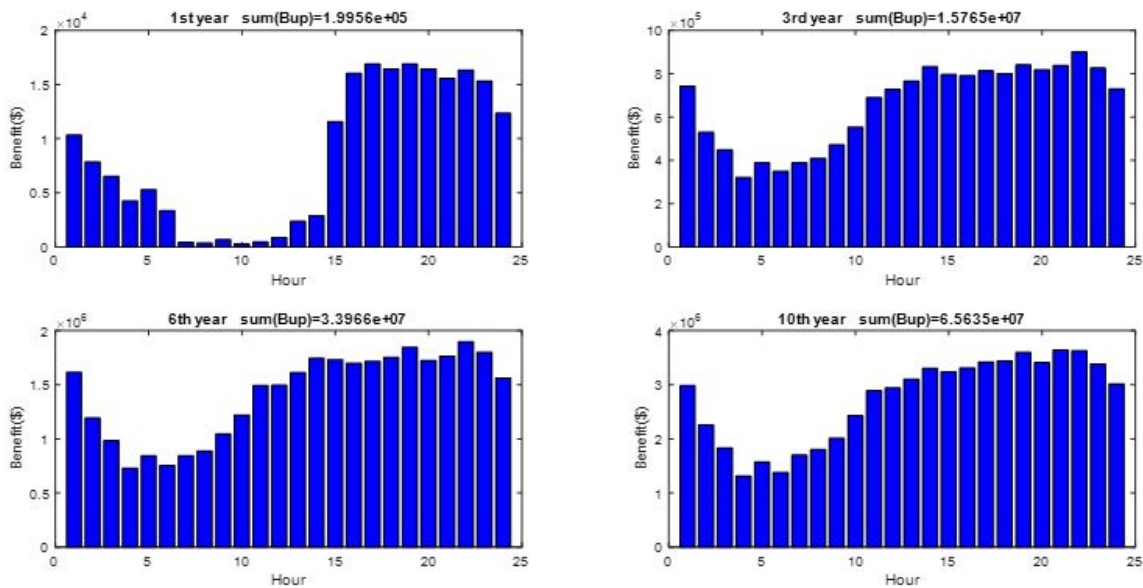 1st year sum(Bup)=1.9956e+05
×10⁴
2
1.5
1
0.5
0
Benefit($)
0 5 10 15 20 25
Hour
3rd year sum(Bup)=1.5765e+07
×10⁵
10
8
6
4
2
0
Benefit($)
0 5 10 15 20 25
Hour
6th year sum(Bup)=3.3966e+07
×10⁶
2
1.5
1
0.5
0
Benefit($)
0 5 10 15 20 25
Hour
10th year sum(Bup)=6.5635e+07
×10⁶
4
3
2
1
0
Benefit($)
0 5 10 15 20 25
Hour